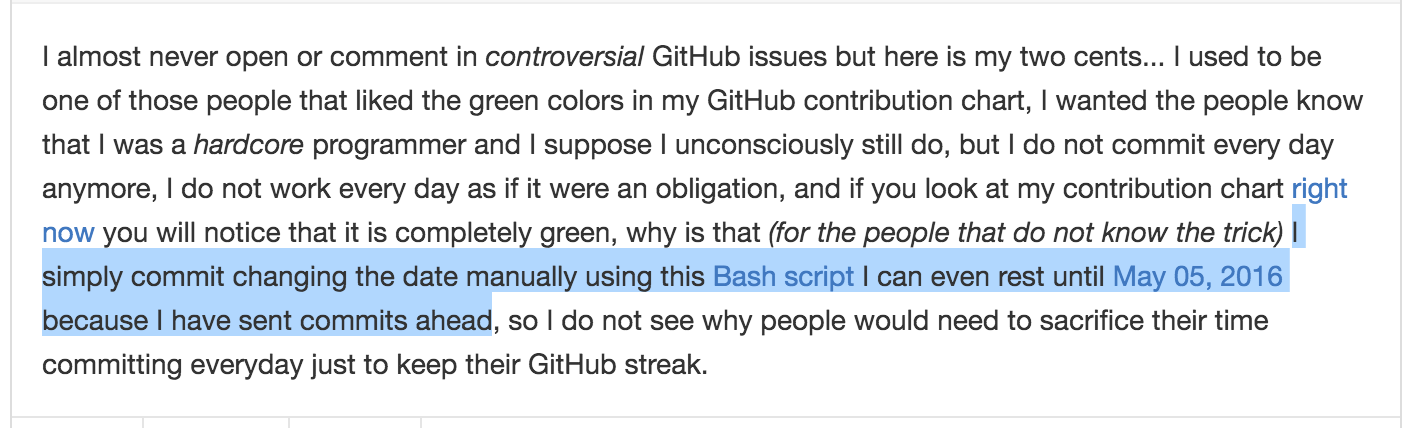 I almost never open or comment in controversial GitHub issues but here is my two cents... I used to be
one of those people that liked the green colors in my GitHub contribution chart, I wanted the people know
that I was a hardcore programmer and I suppose I unconsciously still do, but I do not commit every day
anymore, I do not work every day as if it were an obligation, and if you look at my contribution chart right
now you will notice that it is completely green, why is that (for the people that do not know the trick) I
simply commit changing the date manually using this Bash script I can even rest until May 05, 2016
because I have sent commits ahead, so I do not see why people would need to sacrifice their time
committing everyday just to keep their GitHub streak.